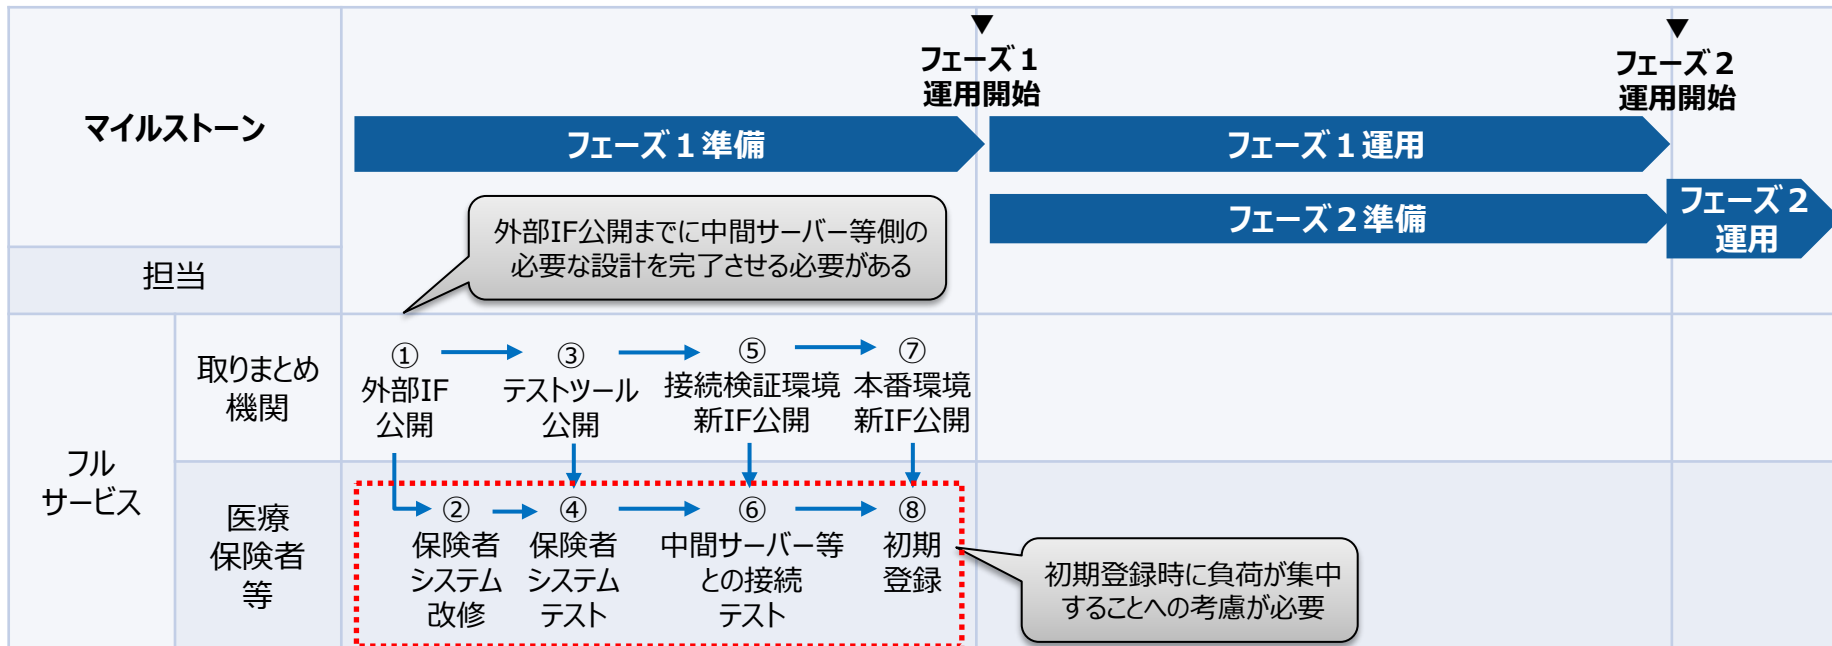 マイルストーン
▼
フェーズ１
運用開始
▼
フェーズ２
運用開始
フェーズ１準備
フェーズ１運用
フェーズ２準備
フェーズ２
運用
外部IF公開までに中間サーバー等側の
必要な設計を完了させる必要がある
担当
フル
サービス
取りまとめ
機関
①
外部IF
公開
③
テストツール
公開
⑤
接続検証環境
新IF公開
⑦
本番環境
新IF公開
医療
保険者
等
②
保険者
システム
改修
④
保険者
システム
テスト
⑥
中間サーバー等
との接続
テスト
⑧
初期
登録
初期登録時に負荷が集中
することへの考慮が必要